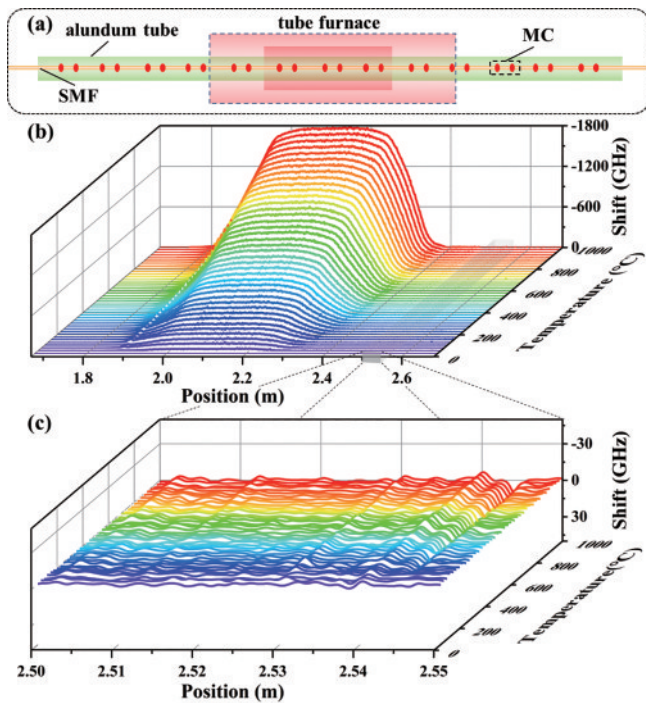 (a)
tube furnace
MC
alundum tube
SMF
(b)
-1800
-1200
-600
0
Shift (GHz)
1000
800
600
400
200
0
Temperature (°C)
1.8
2.0
2.2
2.4
2.6
Position (m)
(c)
-30
0
30
Shift (GHz)
1000
800
600
400
200
0
Temperature(°C)
2.50
2.51
2.52
2.53
2.54
2.55
Position (m)